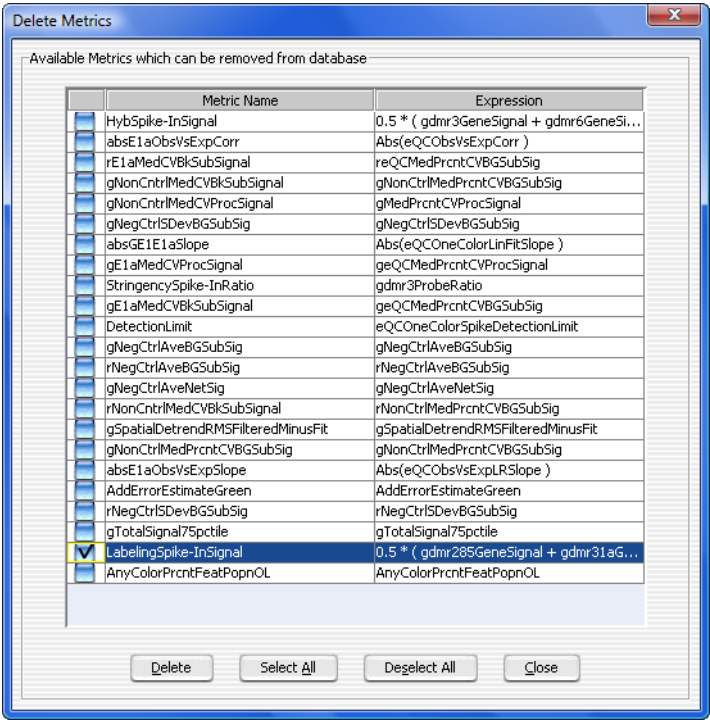 Delete Metrics
Available Metrics which can be removed from database
Metric Name Expression
HybSpike-InSignal 0.5 * ( gdmr3GeneSignal + gdmr6GeneSi...
absE1aObsVsExpCorr Abs(eQCObsVsExpCorr )
rE1aMedCVBkSubSignal reQCMedPrcntCVBGSubSig
gNonCntrlMedCVBkSubSignal gNonCtrlMedPrcntCVBGSubSig
gNonCntrlMedCVProcSignal gMedPrcntCVProcSignal
gNegCtrlSDevBGSubSig gNegCtrlSDevBGSubSig
absGE1E1aSlope Abs(eQCOneColorLinFitSlope )
gE1aMedCVProcSignal geQCMedPrcntCVProcSignal
StringencySpike-InRatio gdmr3ProbeRatio
gE1aMedCVBkSubSignal geQCMedPrcntCVBGSubSig
DetectionLimit eQCOneColorSpikeDetectionLimit
gNegCtrlAveBGSubSig gNegCtrlAveBGSubSig
rNegCtrlAveBGSubSig rNegCtrlAveBGSubSig
gNegCtrlAveNetSig gNegCtrlAveNetSig
rNonCntrlMedCVBkSubSignal rNonCtrlMedPrcntCVBGSubSig
gSpatialDetrendRMSFilteredMinusFit gSpatialDetrendRMSFilteredMinusFit
gNonCtrlMedPrcntCVBGSubSig gNonCtrlMedPrcntCVBGSubSig
absE1aObsVsExpSlope Abs(eQCObsVsExpLRSlope )
AddErrorEstimateGreen AddErrorEstimateGreen
rNegCtrlSDevBGSubSig rNegCtrlSDevBGSubSig
gTotalSignal75pctile gTotalSignal75pctile
LabelingSpike-InSignal 0.5 * ( gdmr285GeneSignal + gdmr31aG...
AnyColorPrcntFeatPopnOL AnyColorPrcntFeatPopnOL
Delete Select All Deselect All Close